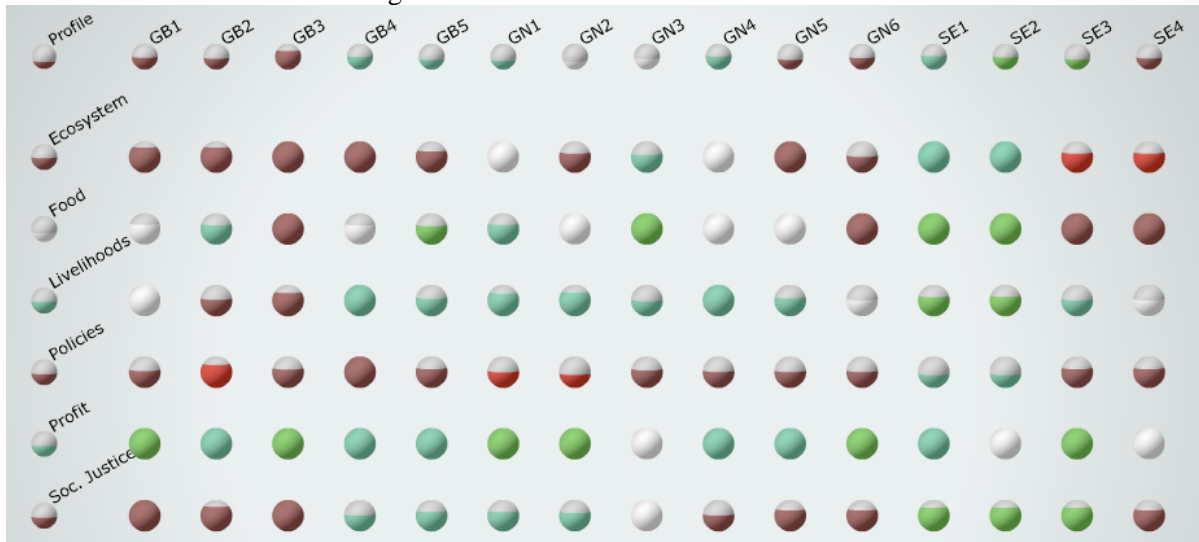 Profile GB1 GB2 GB3 GB4 GB5 GN1 GN2 GN3 GN4 GN5 GN6 SE1 SE2 SE3 SE4
Ecosystem
Food
Livelihoods
Policies
Profit
Soc. Justice